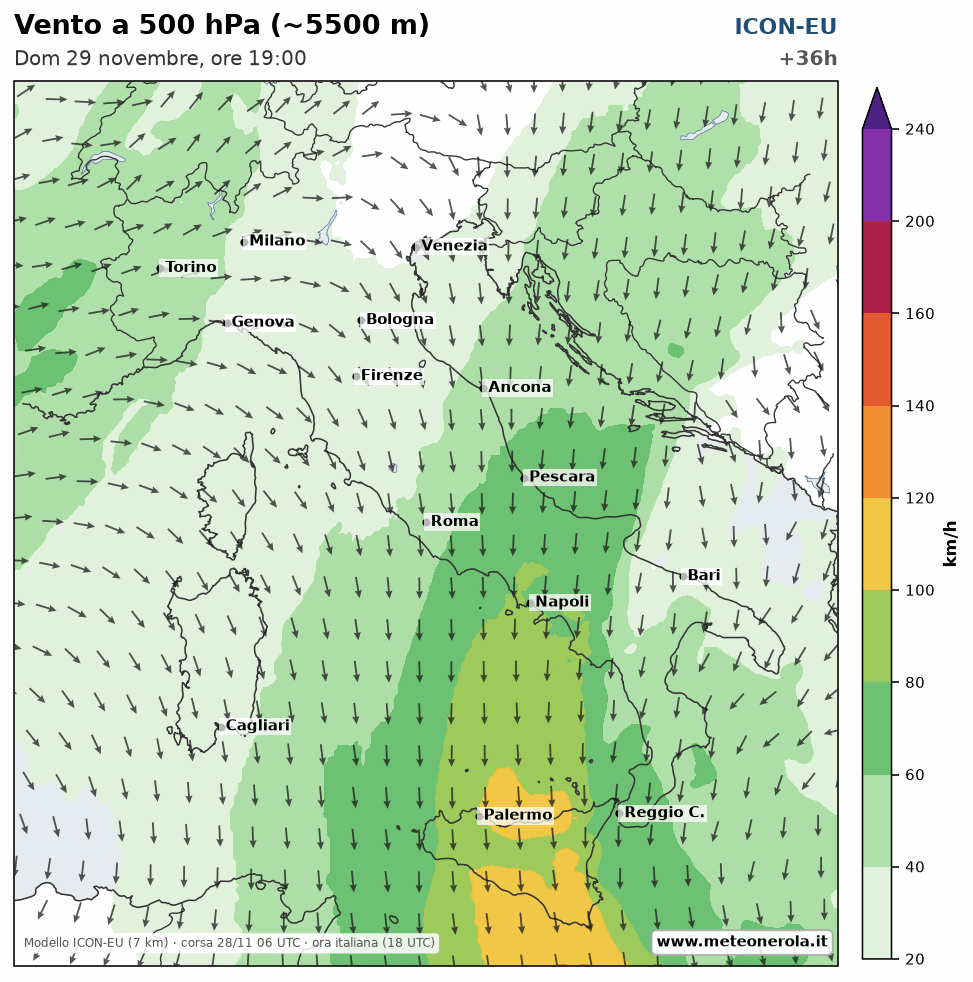 Vento a 500 hPa (~5500 m)
ICON-EU
Dom 29 novembre, ore 19:00
+36h
Milano
Venezia
Torino
Genova
Bologna
Firenze
Ancona
Pescara
Roma
Bari
Napoli
Cagliari
Palermo
Reggio C.
240
200
160
140
120
100
80
60
40
20
km/h
Modello ICON-EU (7 km) · corsa 28/11 06 UTC · ora italiana (18 UTC)
www.meteonerola.it